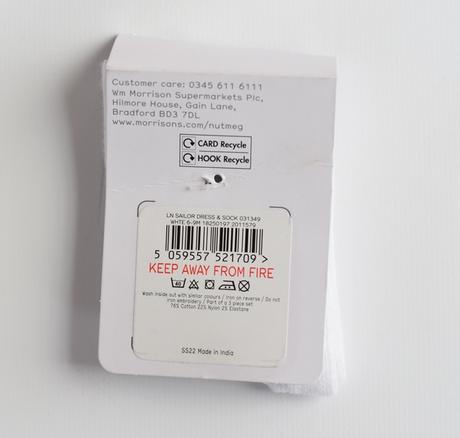 Customer care: 0345 611 6111
Wm Morrison Supermarkets Plc,
Hilmore House, Gain Lane,
Bradford BD3 7DL
www.morrisons.com/nutmeg
CARD Recycle
HOOK Recycle
LN SAILOR DRESS & SOCK 031349
WHTE 6-9M 18250197 2011579
5 059557 521709 >
KEEP AWAY FROM FIRE
40
Wash inside out with similar colours / Iron on reverse / Do not
iron embroidery / Part of a 3 piece set
76% Cotton 22% Nylon 2% Elastane
SS22 Made in India